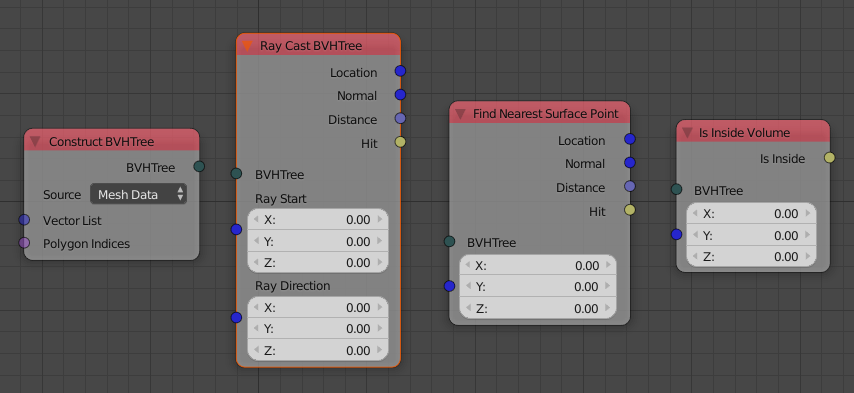 Construct BVHTree
BVHTree
Source Mesh Data
Vector List
Polygon Indices
Ray Cast BVHTree
Location
Normal
Distance
Hit
BVHTree
Ray Start
X: 0.00
Y: 0.00
Z: 0.00
Ray Direction
X: 0.00
Y: 0.00
Z: 0.00
Find Nearest Surface Point
Location
Normal
Distance
Hit
BVHTree
X: 0.00
Y: 0.00
Z: 0.00
Is Inside Volume
Is Inside
BVHTree
X: 0.00
Y: 0.00
Z: 0.00